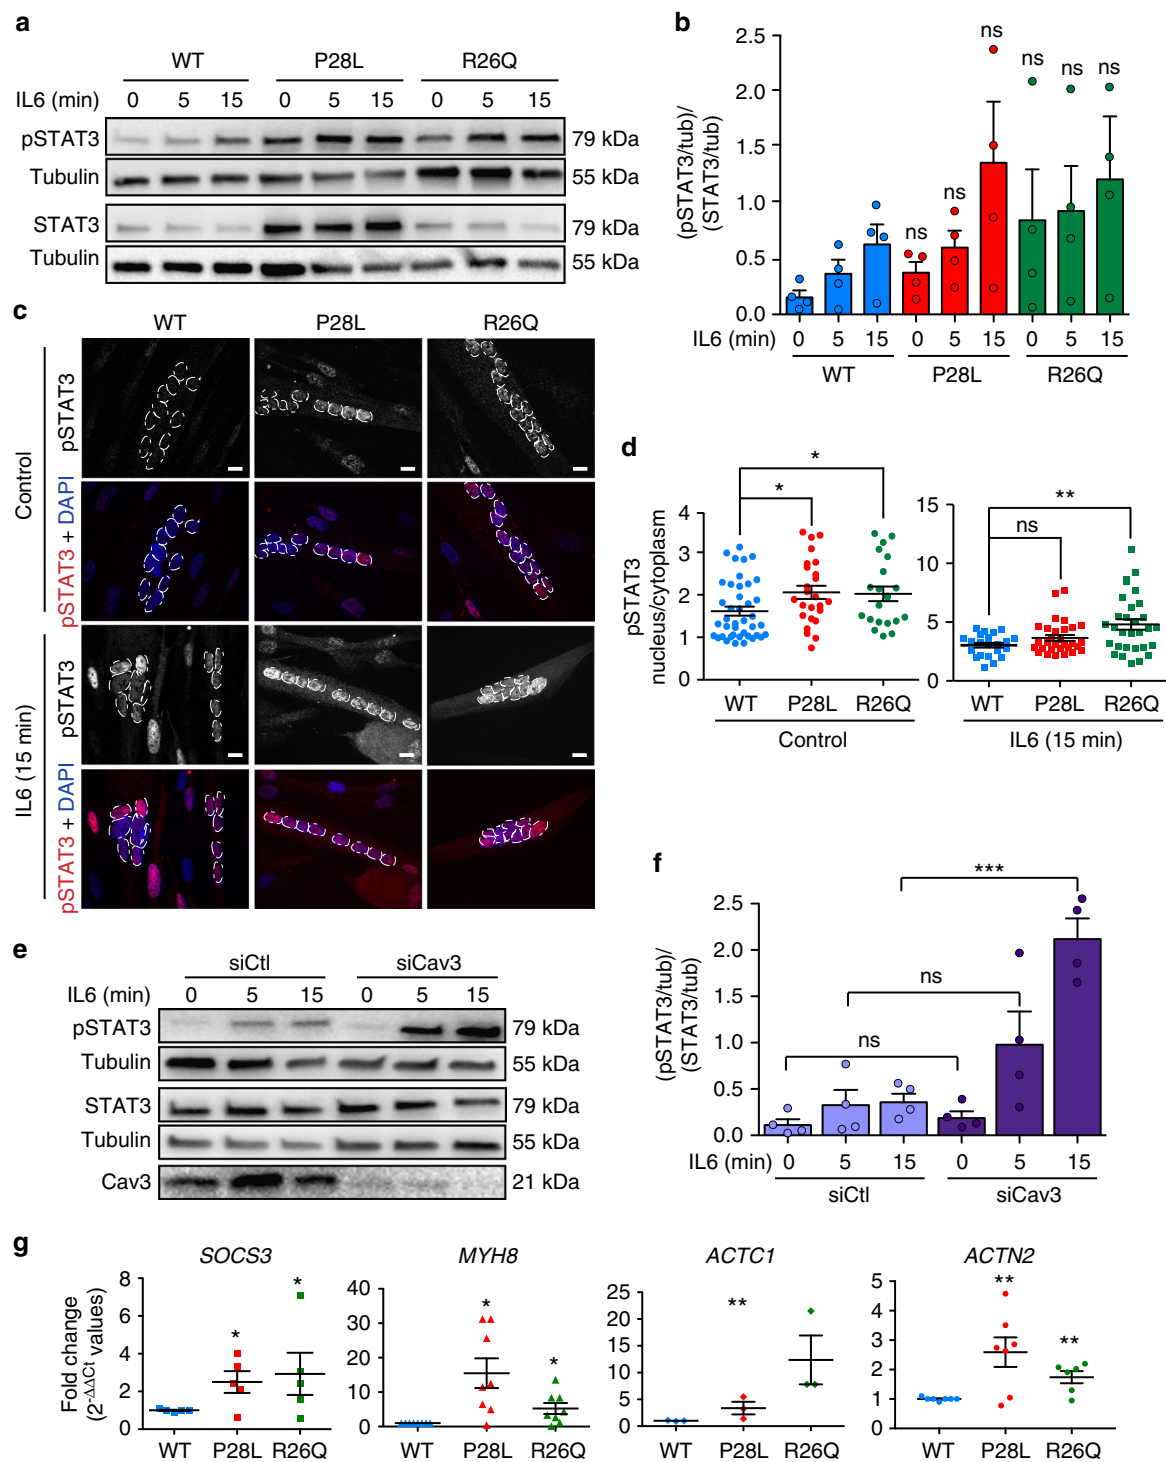 a
WT P28L R26Q
IL6 (min) 0 5 15 0 5 15 0 5 15
pSTAT3 79 kDa
Tubulin 55 kDa
STAT3 79 kDa
Tubulin 55 kDa
b
(pSTAT3/tub)/
(STAT3/tub)
2.5
2.0
1.5
1.0
0.5
0.0
ns ns ns ns ns ns
IL6 (min) 0 5 15 0 5 15 0 5 15
WT P28L R26Q
c
WT P28L R26Q
Control
pSTAT3
pSTAT3 + DAPI
IL6 (15 min)
pSTAT3
pSTAT3 + DAPI
d
pSTAT3
nucleus/cytoplasm
4
3
2
1
0
*
*
WT P28L R26Q
Control
15
10
5
0
**
ns
WT P28L R26Q
IL6 (15 min)
e
siCtl siCav3
IL6 (min) 0 5 15 0 5 15
pSTAT3 79 kDa
Tubulin 55 kDa
STAT3 79 kDa
Tubulin 55 kDa
Cav3 21 kDa
f
(pSTAT3/tub)/
(STAT3/tub)
2.5
2.0
1.5
1.0
0.5
0.0
***
ns
ns
IL6 (min) 0 5 15 0 5 15
siCtl siCav3
g
Fold change
(2-ΔΔCt values)
SOCS3
8
6
4
2
0
* *
WT P28L R26Q
MYH8
40
30
20
10
0
* *
WT P28L R26Q
ACTC1
25
20
15
10
5
0
**
WT P28L R26Q
ACTN2
5
4
3
2
1
0
** **
WT P28L R26Q